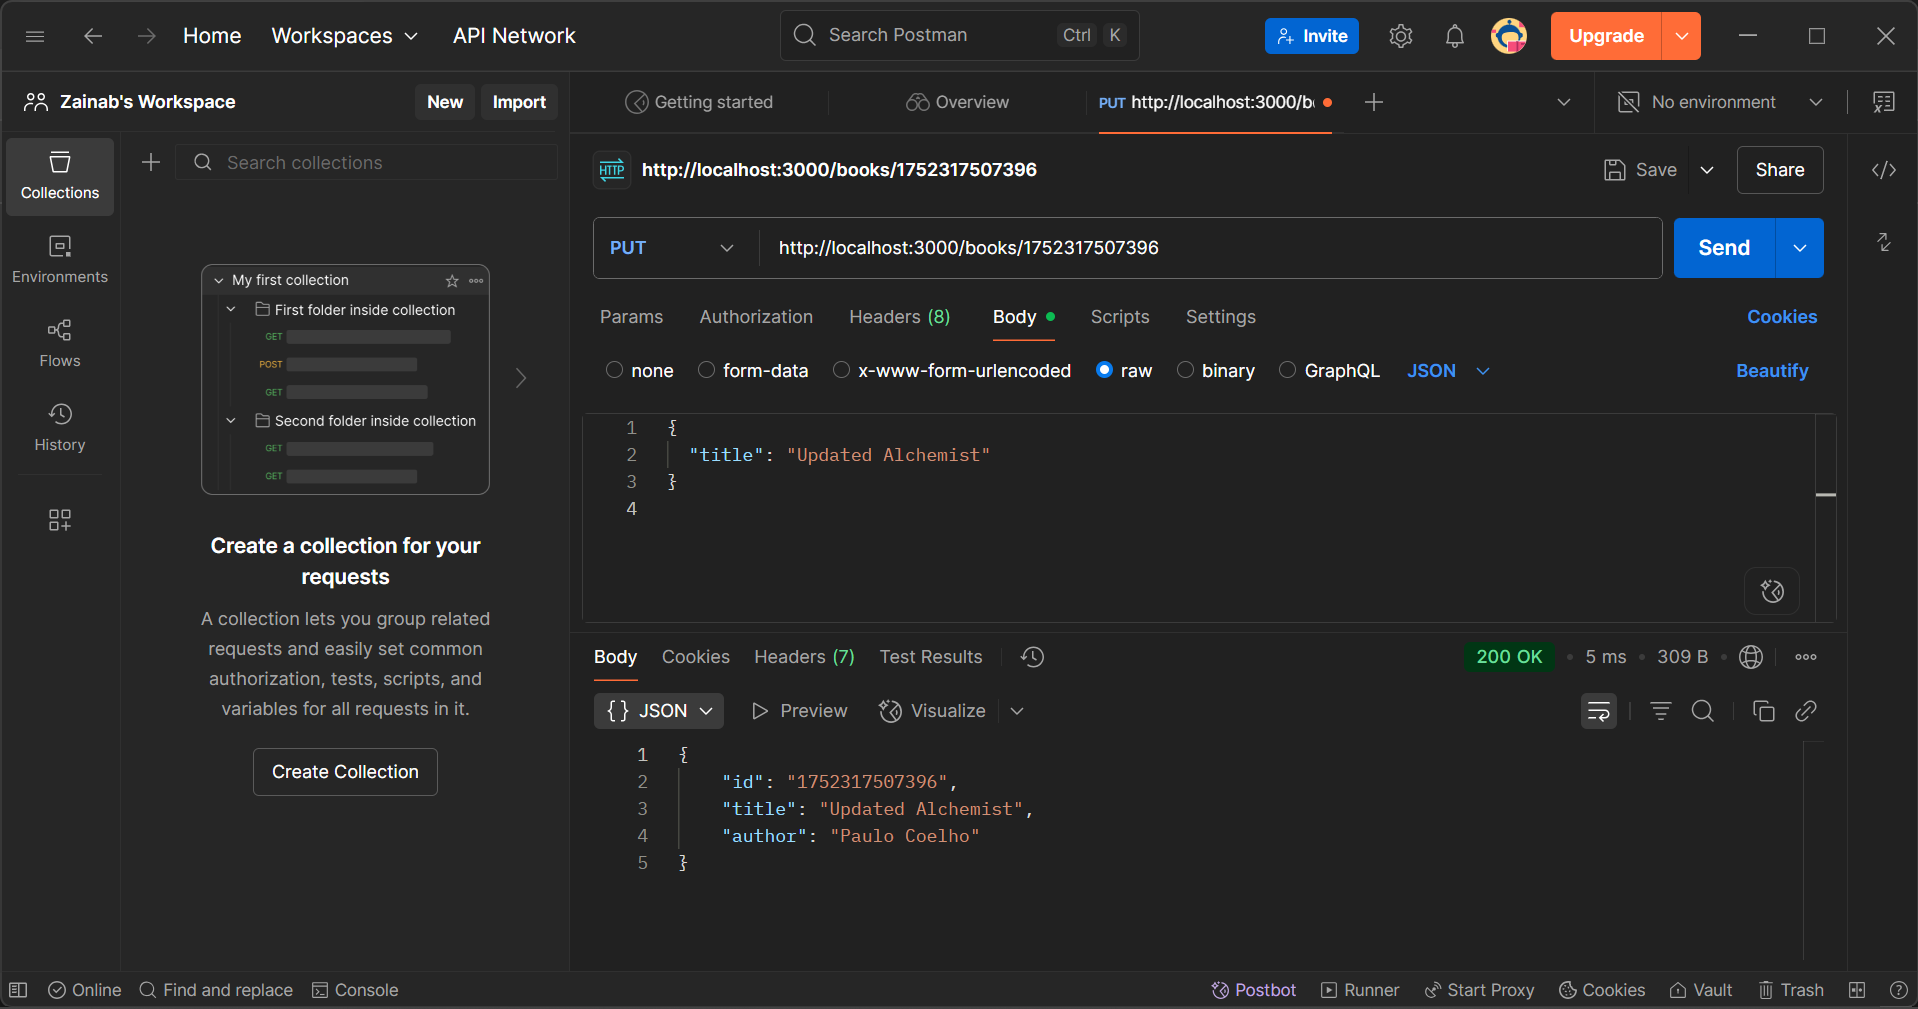 Home Workspaces API Network Search Postman Ctrl K Invite Upgrade
Zainab's Workspace New Import
Getting started Overview PUT http://localhost:3000/b No environment
Collections
Environments
Flows
History
Search collections
My first collection
First folder inside collection
GET
POST
GET
Second folder inside collection
GET
GET
Create a collection for your
requests
A collection lets you group related
requests and easily set common
authorization, tests, scripts, and
variables for all requests in it.
Create Collection
HTTP http://localhost:3000/books/1752317507396 Save Share
PUT http://localhost:3000/books/1752317507396 Send
Params Authorization Headers (8) Body Scripts Settings Cookies
none form-data x-www-form-urlencoded raw binary GraphQL JSON Beautify
1 {
2 "title": "Updated Alchemist"
3 }
4
Body Cookies Headers (7) Test Results 200 OK • 5 ms • 309 B •
{} JSON Preview Visualize
1 {
2 "id": "1752317507396",
3 "title": "Updated Alchemist",
4 "author": "Paulo Coelho"
5 }
Online Find and replace Console Postbot Runner Start Proxy Cookies Vault Trash